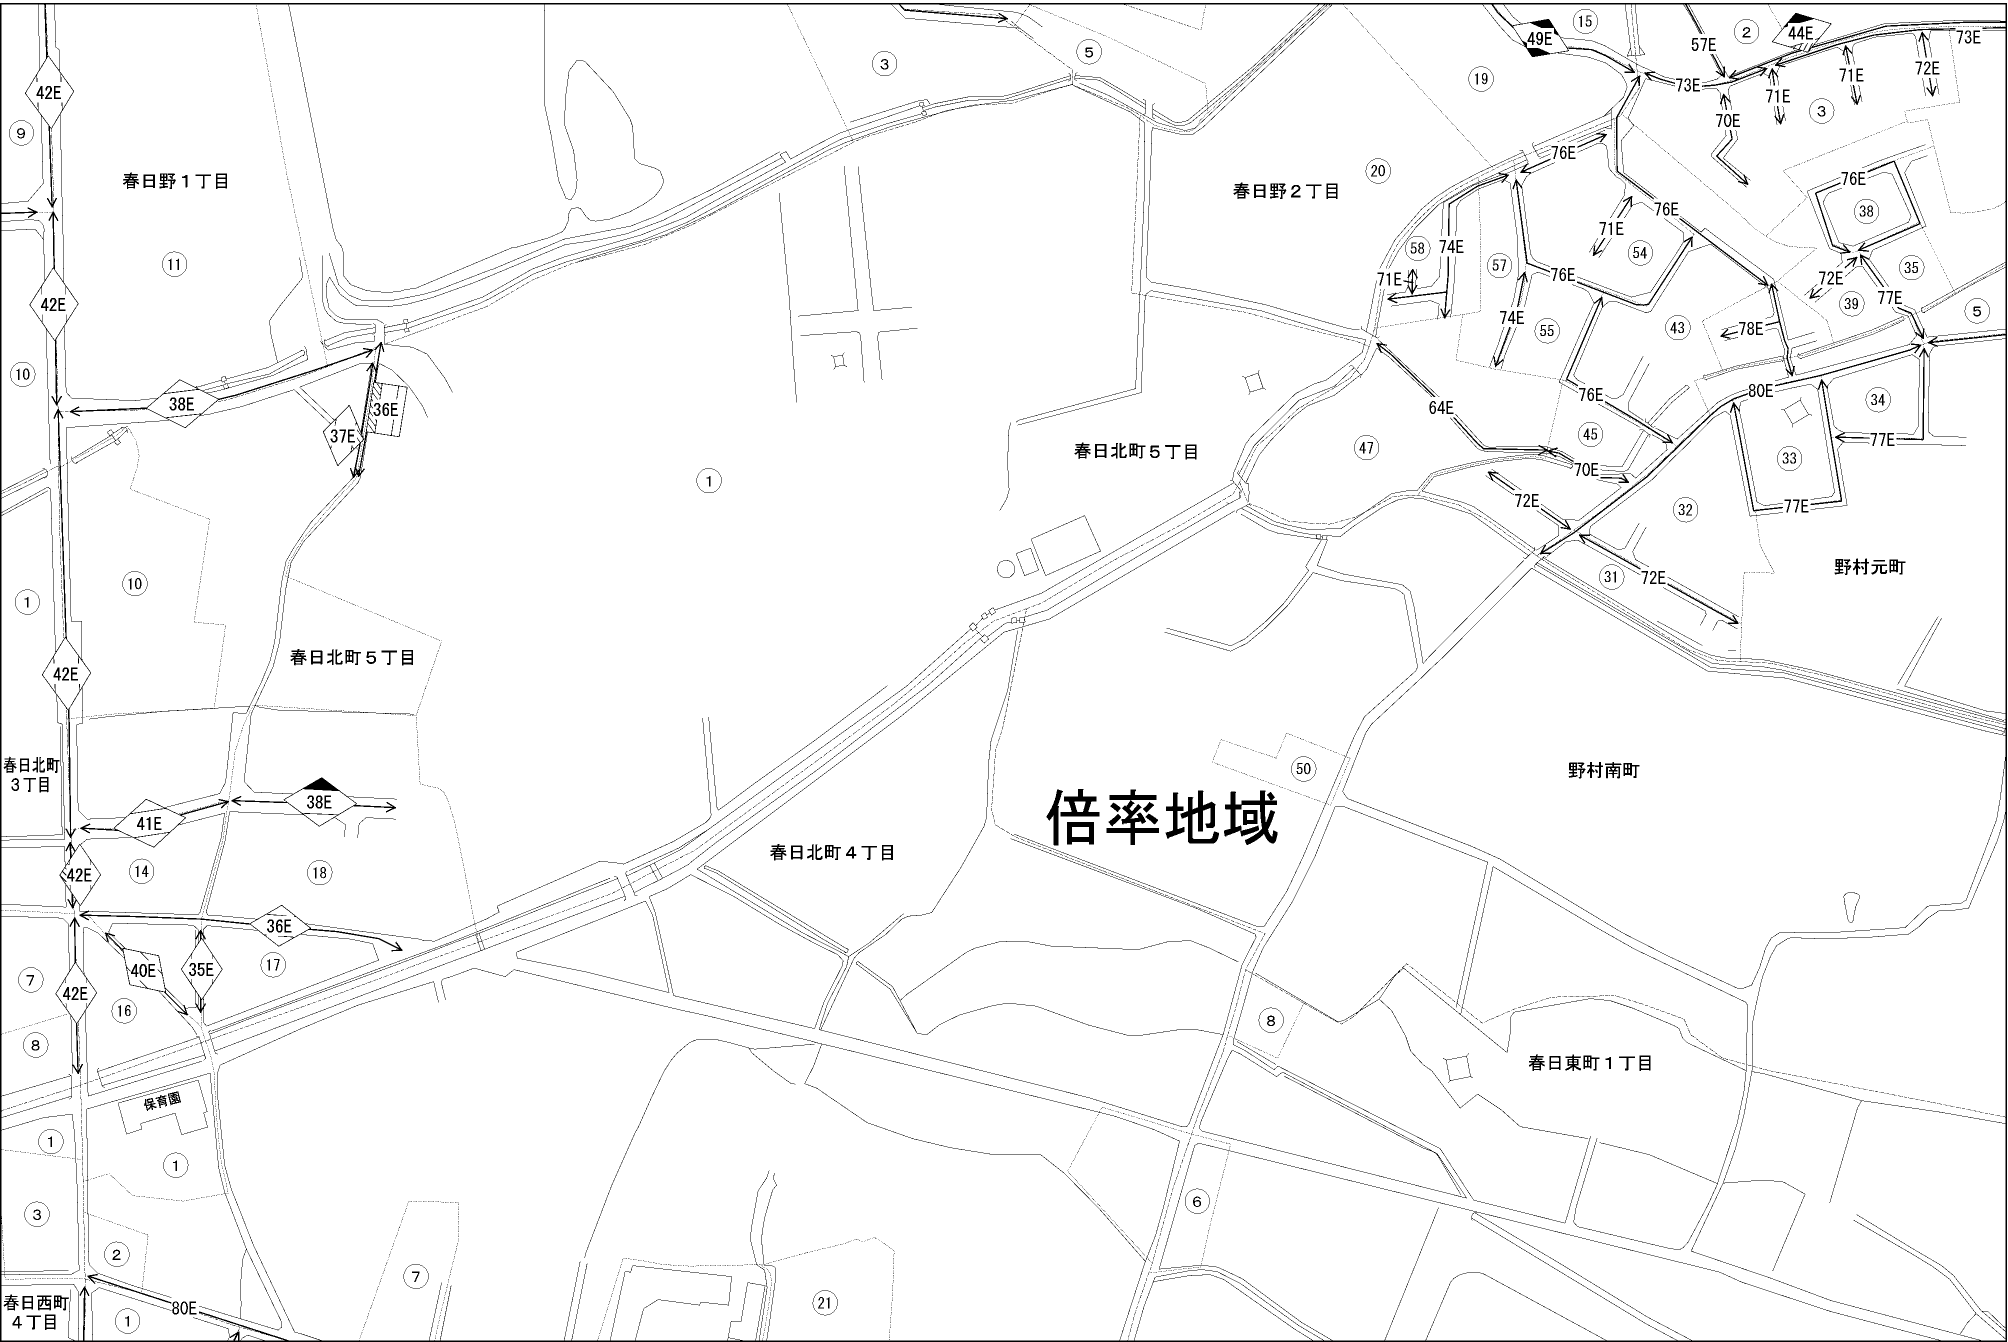 49E
15
57E
2
44E
73E
5
3
42E
19
73E
71E
71E
72E
3
70E
9
76E
春日野１丁目
20
春日野２丁目
76E
38
76E
71E
58
74E
54
57
11
71E
76E
72E
35
77E
39
42E
74E
55
43
78E
5
10
38E
36E
37E
64E
76E
80E
34
77E
45
47
70E
33
春日北町５丁目
1
72E
32
77E
10
1
31
72E
野村元町
春日北町５丁目
42E
春日北町
３丁目
50
野村南町
41E
38E
倍率地域
春日北町４丁目
14
18
42E
36E
40E
35E
17
7
42E
16
8
8
春日東町１丁目
保育園
1
1
3
6
2
7
春日西町
４丁目
80E
1
21